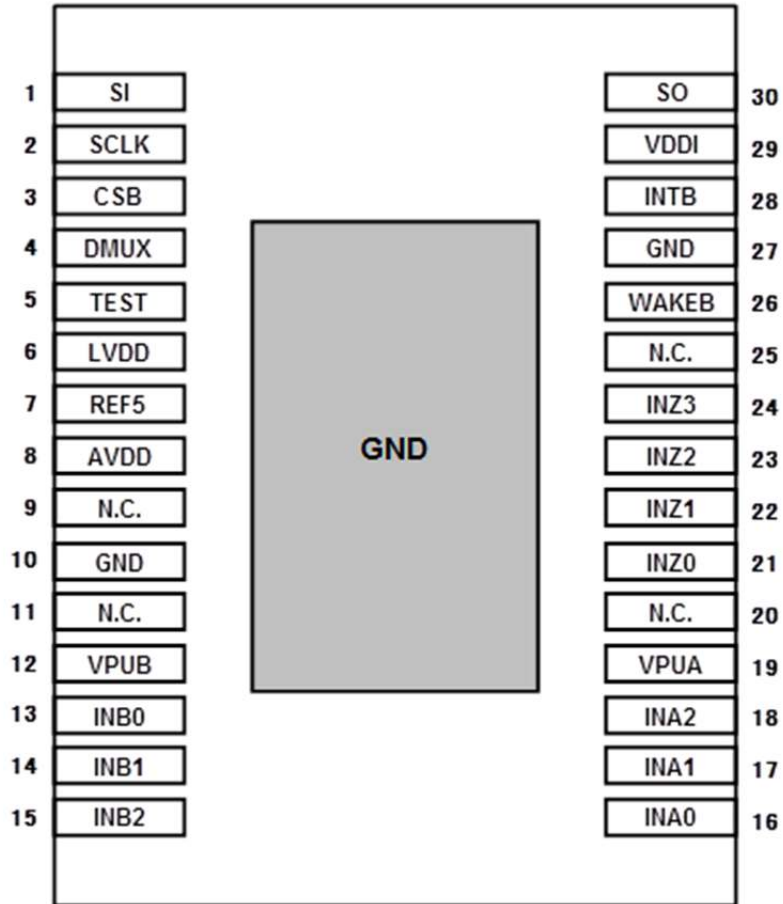 1 SI SO 30
2 SCLK VDDI 29
3 CSB INTB 28
4 DMUX GND 27
5 TEST WAKEB 26
6 LVDD N.C. 25
7 REF5 INZ3 24
8 AVDD GND INZ2 23
9 N.C. INZ1 22
10 GND INZ0 21
11 N.C. N.C. 20
12 VPUB VPUA 19
13 INB0 INA2 18
14 INB1 INA1 17
15 INB2 INA0 16